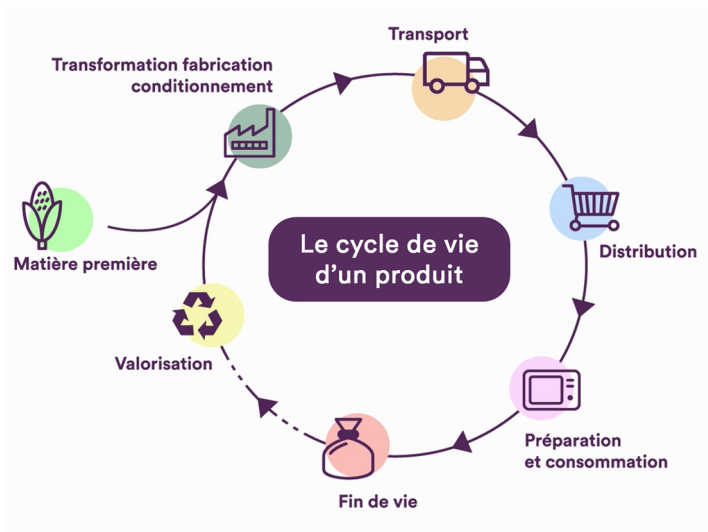 Transport
Transformation fabrication
conditionnement
Le cycle de vie
d'un produit
Matière première
Distribution
Valorisation
Préparation
et consommation
Fin de vie